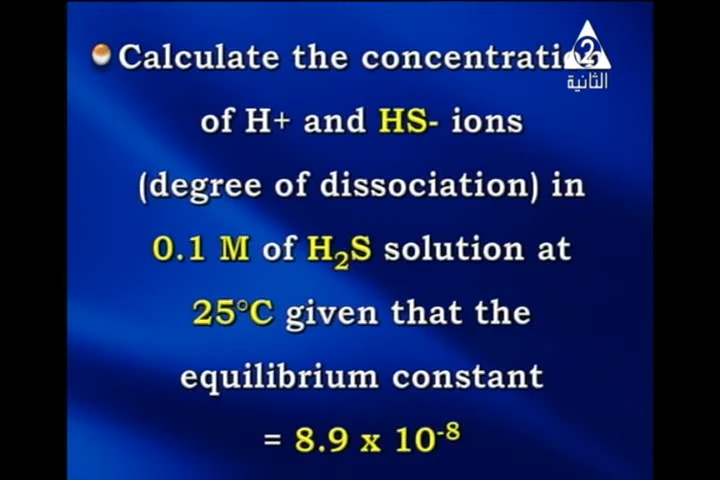 Calculate the concentration
of H+ and HS- ions
(degree of dissociation) in
0.1 M of H₂S solution at
25°C given that the
equilibrium constant
= 8.9 x 10⁻⁸
2
الثانية